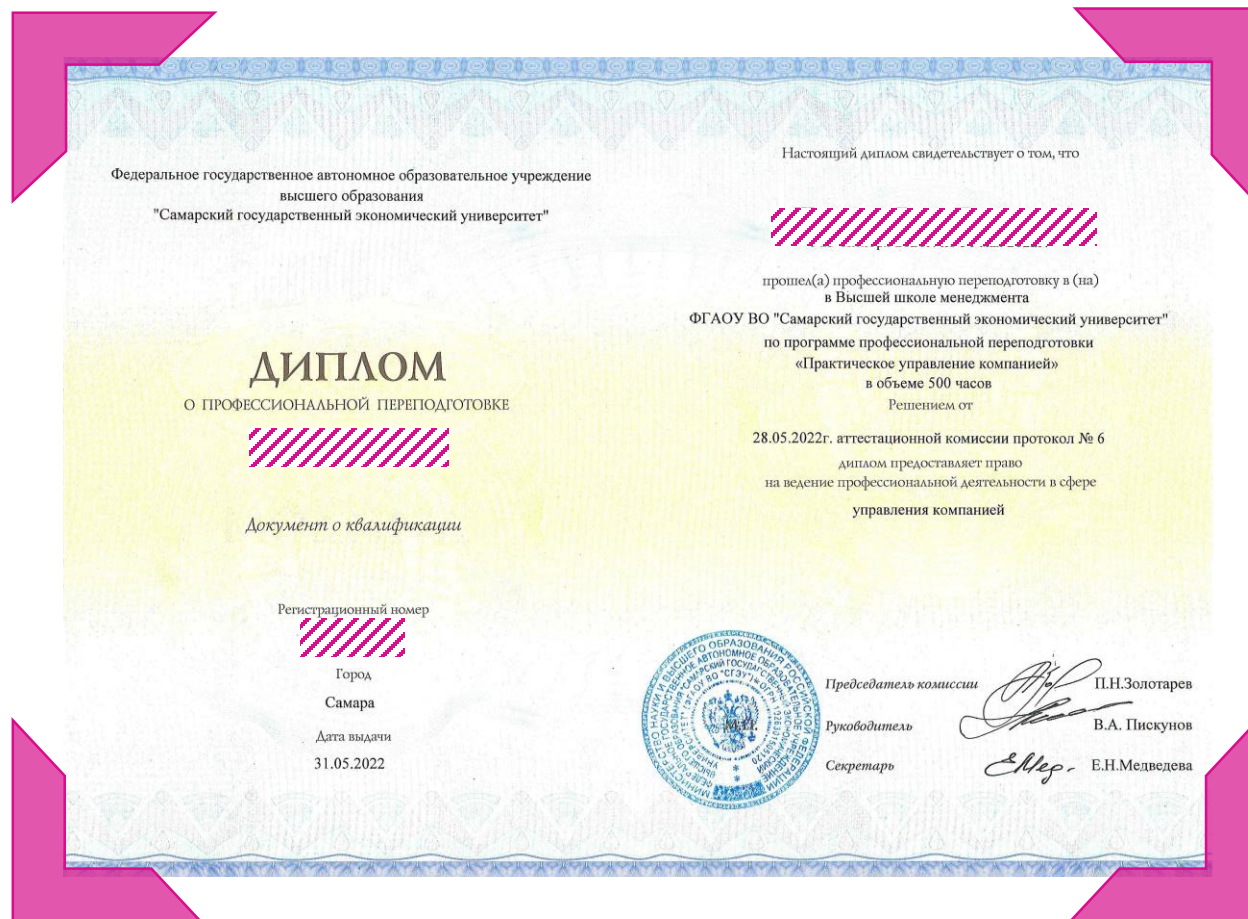 Федеральное государственное автономное образовательное учреждение
высшего образования
"Самарский государственный экономический университет"
ДИПЛОМ
О ПРОФЕССИОНАЛЬНОЙ ПЕРЕПОДГОТОВКЕ
Документ о квалификации
Регистрационный номер
Город
Самара
Дата выдачи
31.05.2022
Настоящий диплом свидетельствует о том, что
прошел(а) профессиональную переподготовку в (на)
в Высшей школе менеджмента
ФГАОУ ВО "Самарский государственный экономический университет"
по программе профессиональной переподготовки
«Практическое управление компанией»
в объеме 500 часов
Решением от
28.05.2022г. аттестационной комиссии протокол № 6
диплом предоставляет право
на ведение профессиональной деятельности в сфере
управления компанией
М.П.
Председатель комиссии П.Н.Золотарев
Руководитель В.А. Пискунов
Секретарь Е.Н.Медведева